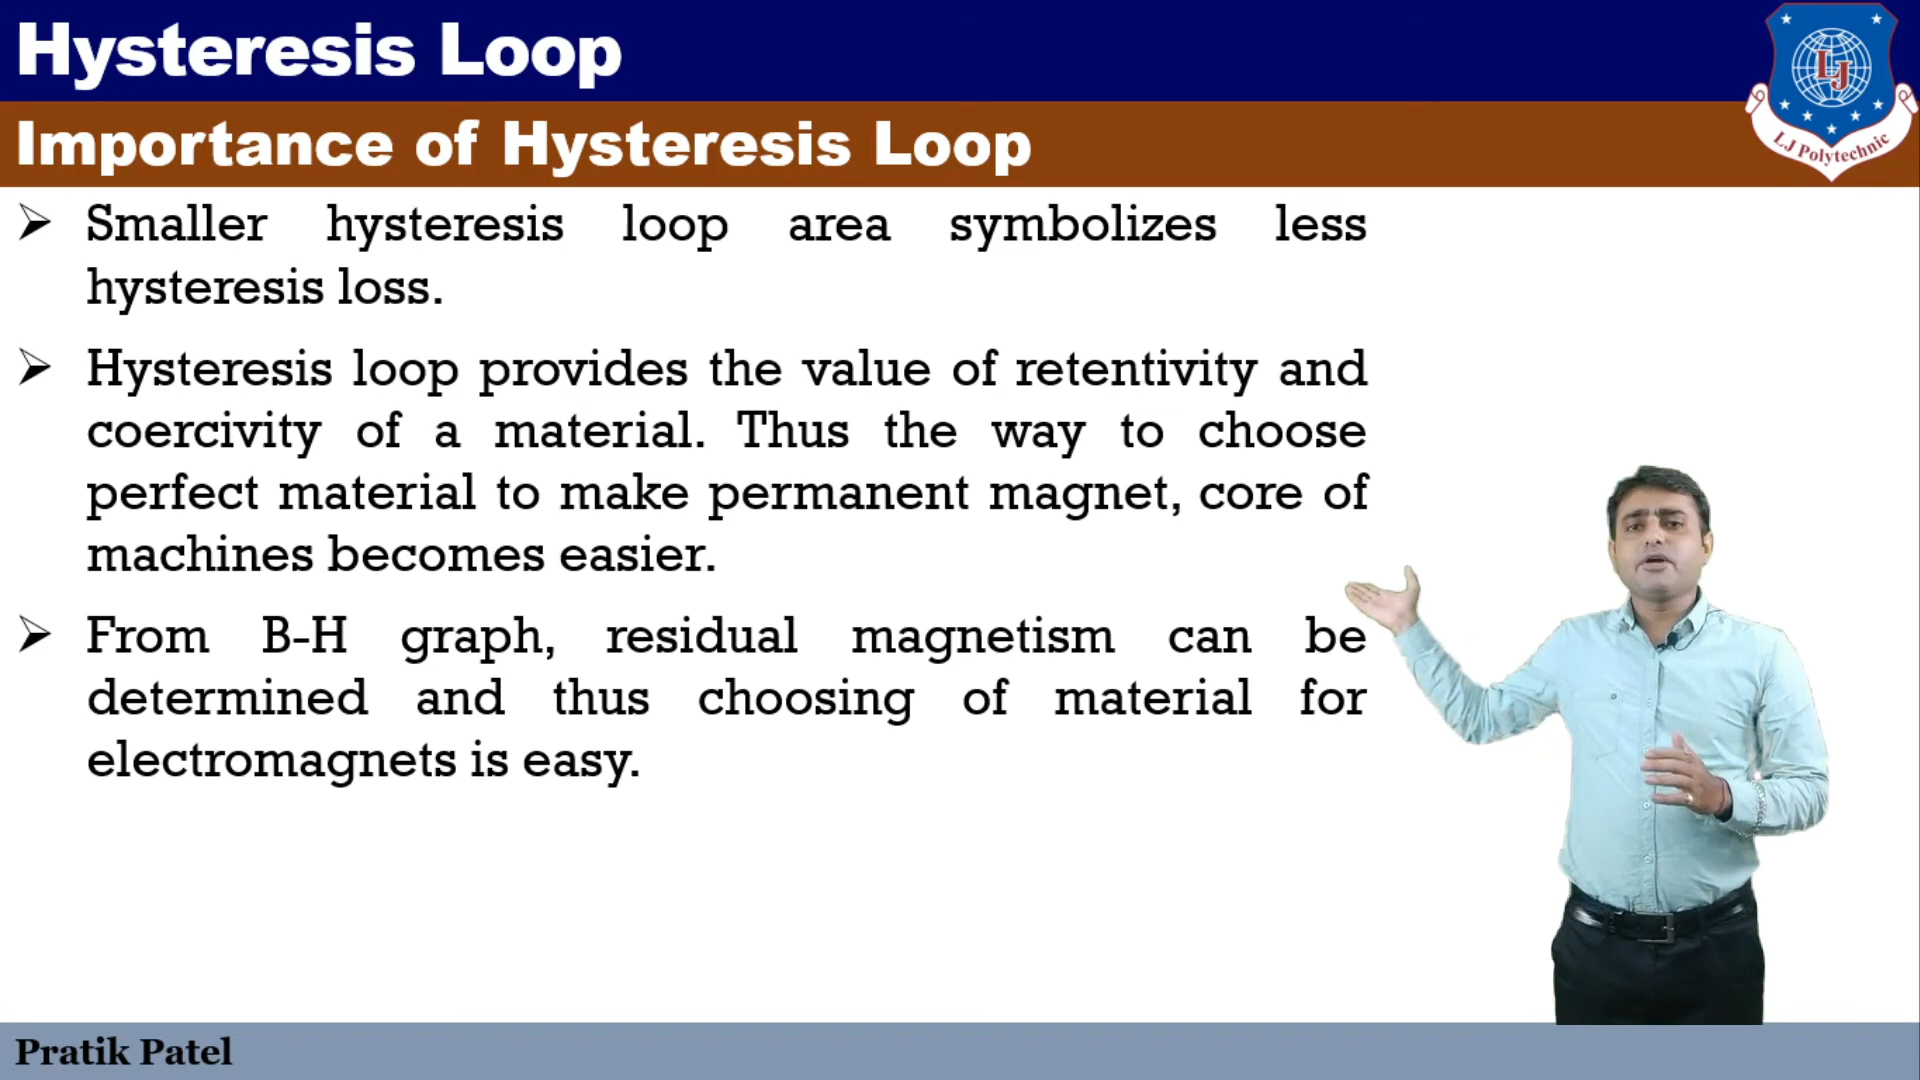 Hysteresis Loop
Importance of Hysteresis Loop
LJ
LJ Polytechnic
➢ Smaller hysteresis loop area symbolizes less
hysteresis loss.
➢ Hysteresis loop provides the value of retentivity and
coercivity of a material. Thus the way to choose
perfect material to make permanent magnet, core of
machines becomes easier.
➢ From B-H graph, residual magnetism can be
determined and thus choosing of material for
electromagnets is easy.
Pratik Patel